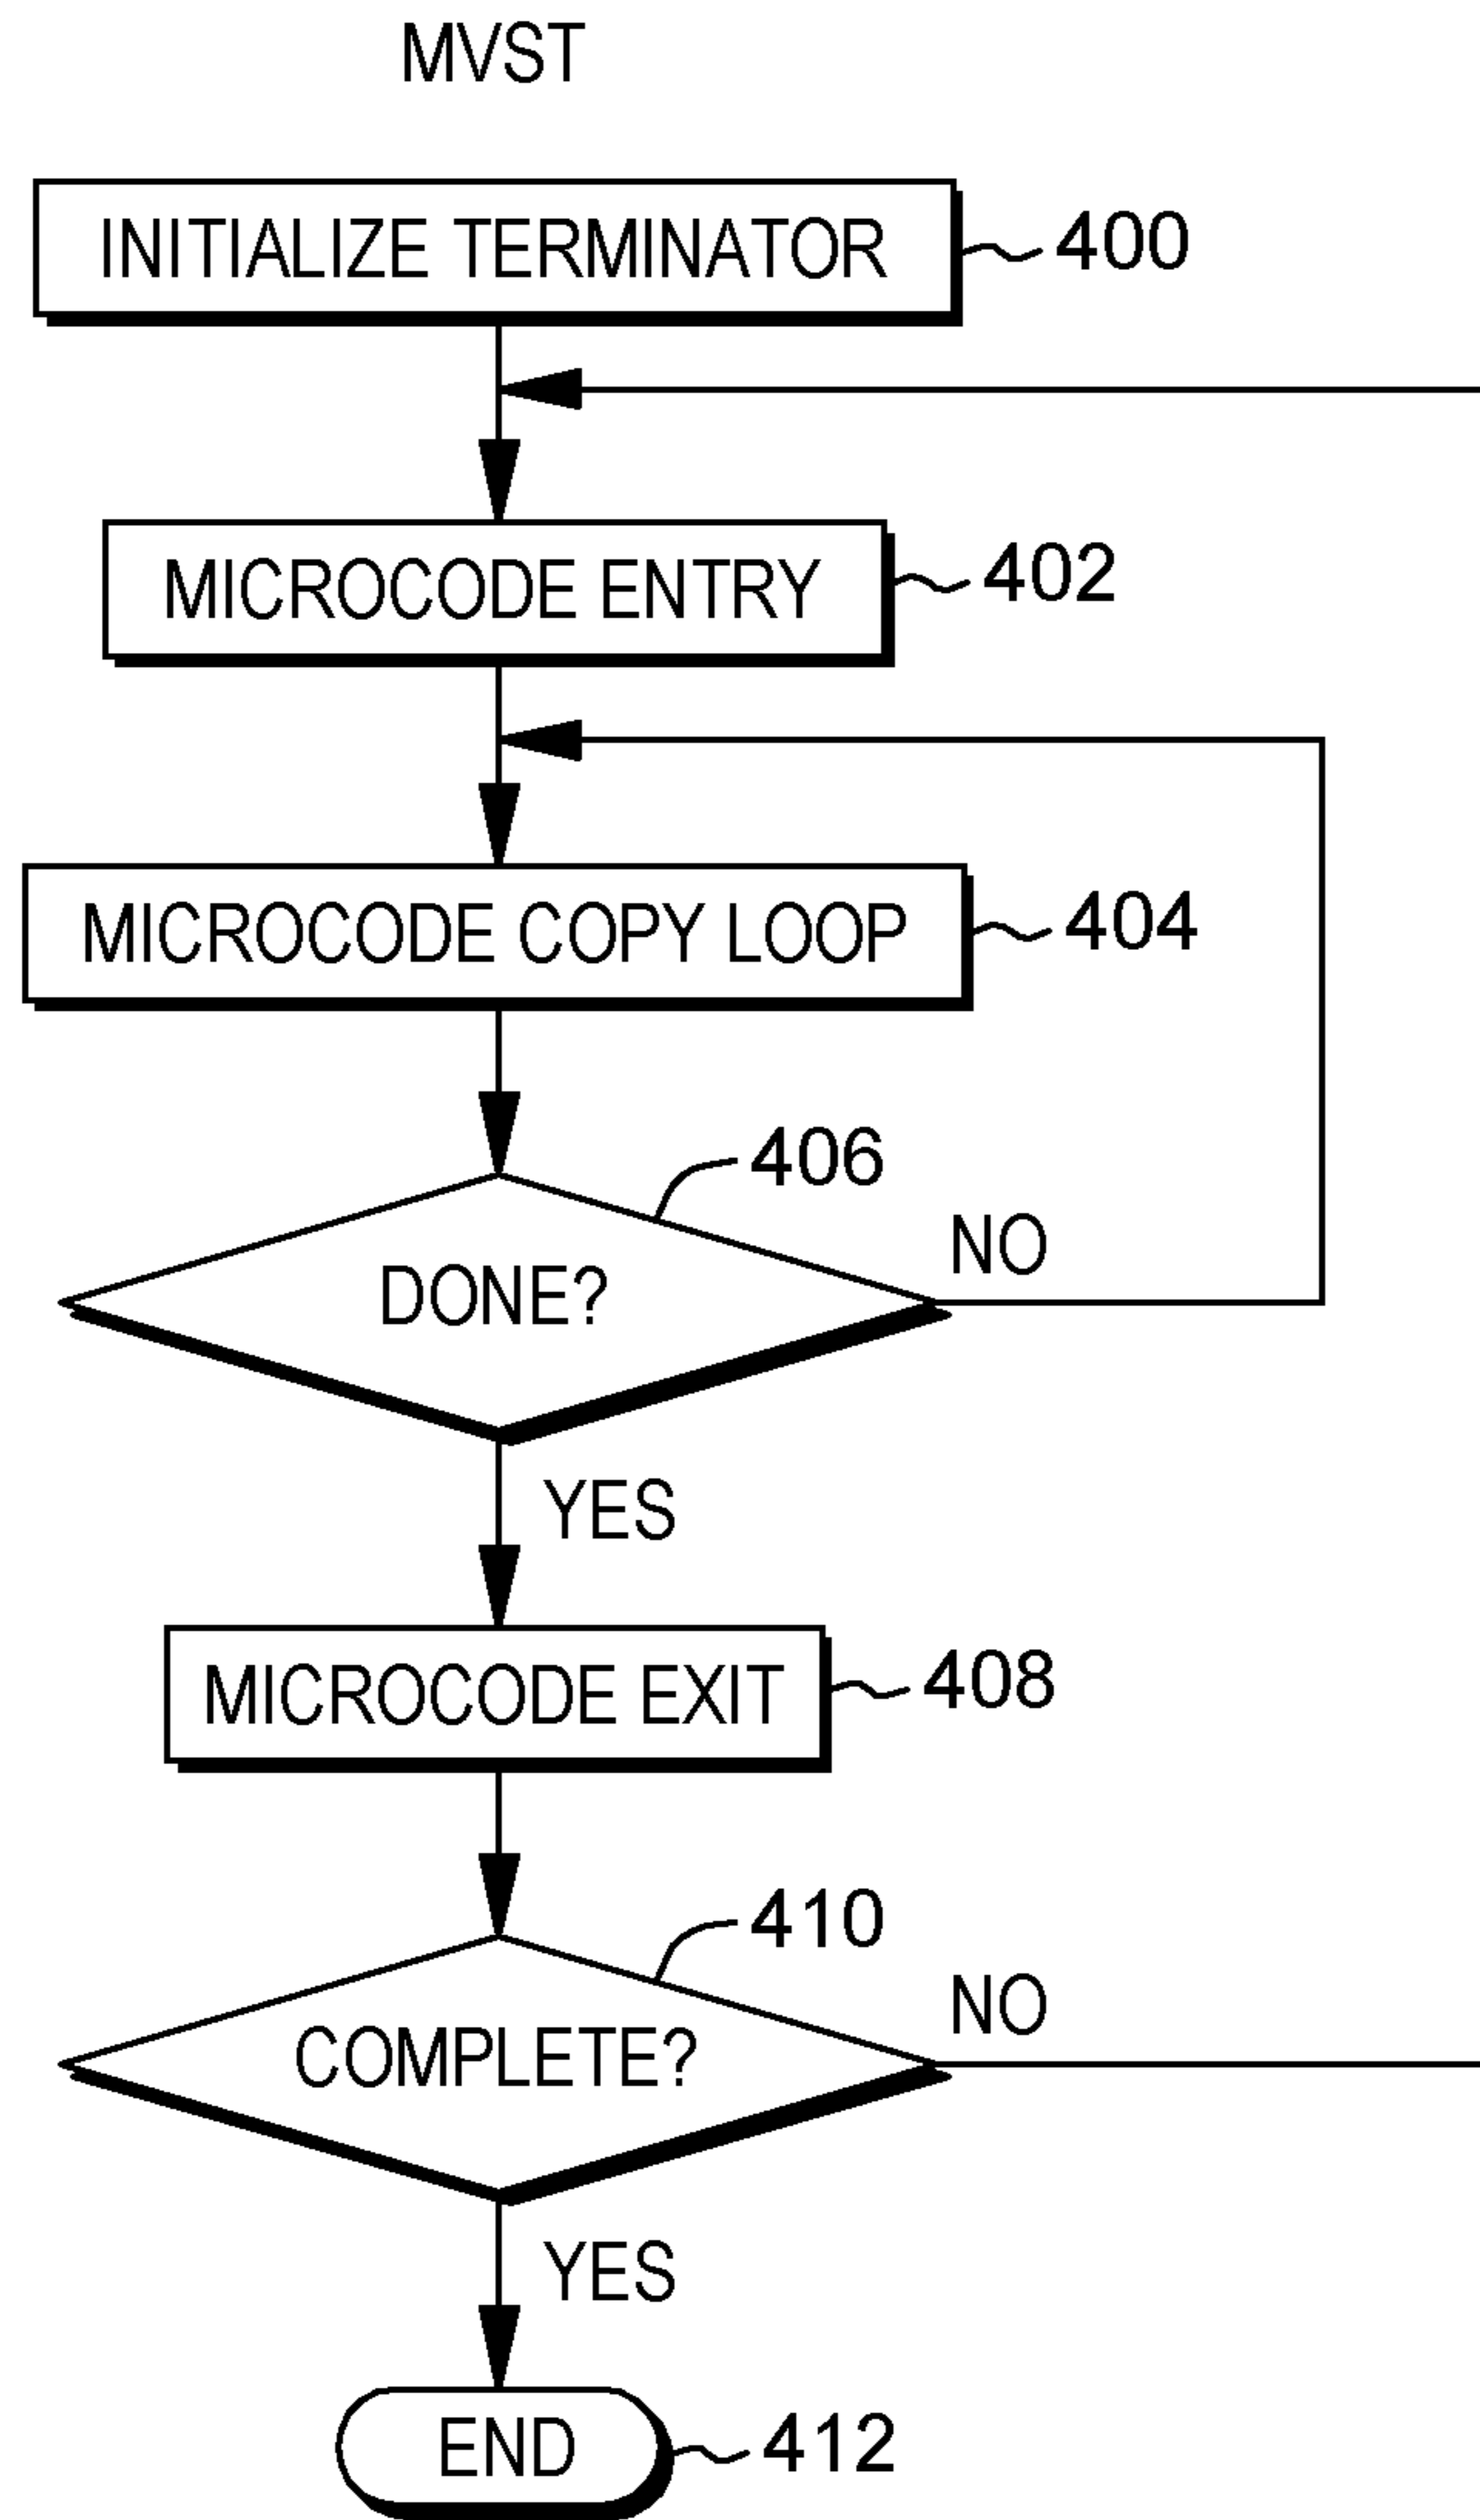 MVST
INITIALIZE TERMINATOR 400
MICROCODE ENTRY 402
MICROCODE COPY LOOP 404
406
DONE?
NO
YES
MICROCODE EXIT 408
410
COMPLETE?
NO
YES
END 412